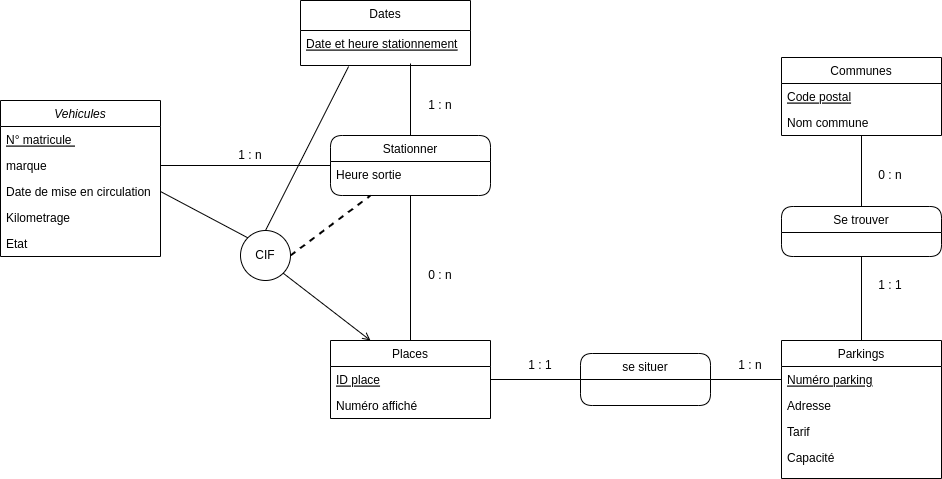 Dates
Date et heure stationnement
1 : n
Vehicules
N° matricule
marque
Date de mise en circulation
Kilometrage
Etat
1 : n
Stationner
Heure sortie
CIF
0 : n
Places
ID place
Numéro affiché
1 : 1
se situer
1 : n
Communes
Code postal
Nom commune
0 : n
Se trouver
1 : 1
Parkings
Numéro parking
Adresse
Tarif
Capacité